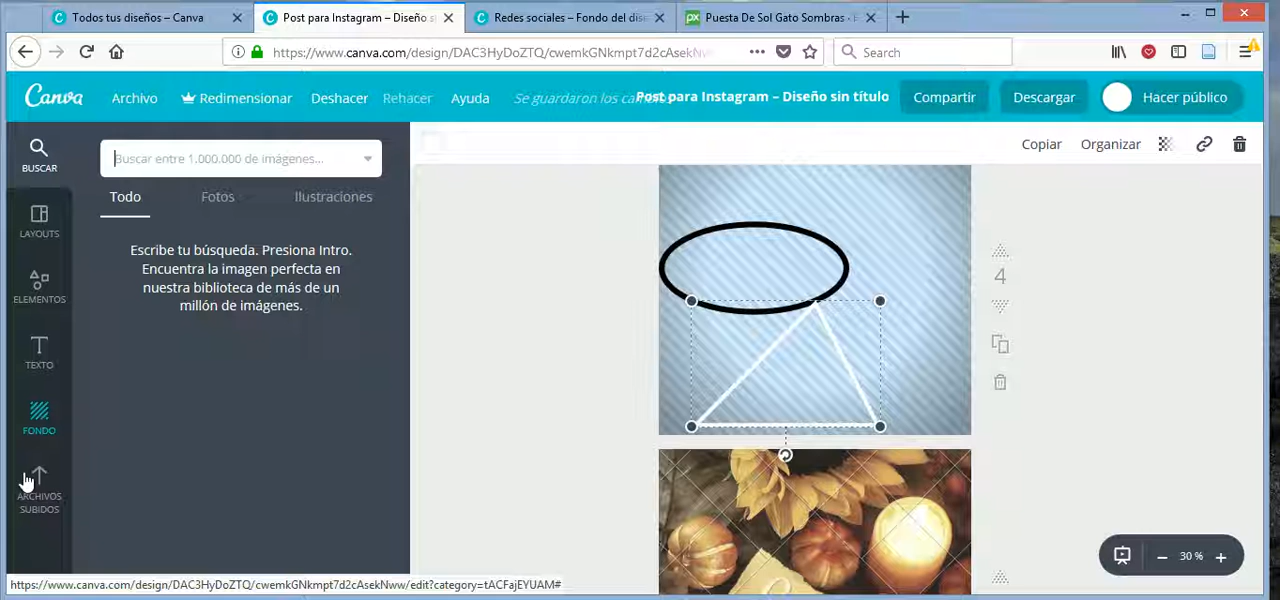 Todos tus diseños – Canva
Post para Instagram – Diseño s
Redes sociales – Fondo del dis
Puesta De Sol Gato Sombras ·
https://www.canva.com/design/DAC3HyDoZTQ/cwemkGNkmpt7d2cAsekNw
Search
Canva
Archivo
Redimensionar
Deshacer
Rehacer
Ayuda
Se guardaron los
Post para Instagram – Diseño sin título
Compartir
Descargar
Hacer público
BUSCAR
Buscar entre 1.000.000 de imágenes...
Copiar
Organizar
Todo
Fotos
Ilustraciones
LAYOUTS
Escribe tu búsqueda. Presiona Intro.
Encuentra la imagen perfecta en
nuestra biblioteca de más de un
millón de imágenes.
4
ELEMENTOS
TEXTO
FONDO
ARCHIVOS
SUBIDOS
30 %
https://www.canva.com/design/DAC3HyDoZTQ/cwemkGNkmpt7d2cAsekNww/edit?category=tACFajEYUAM#